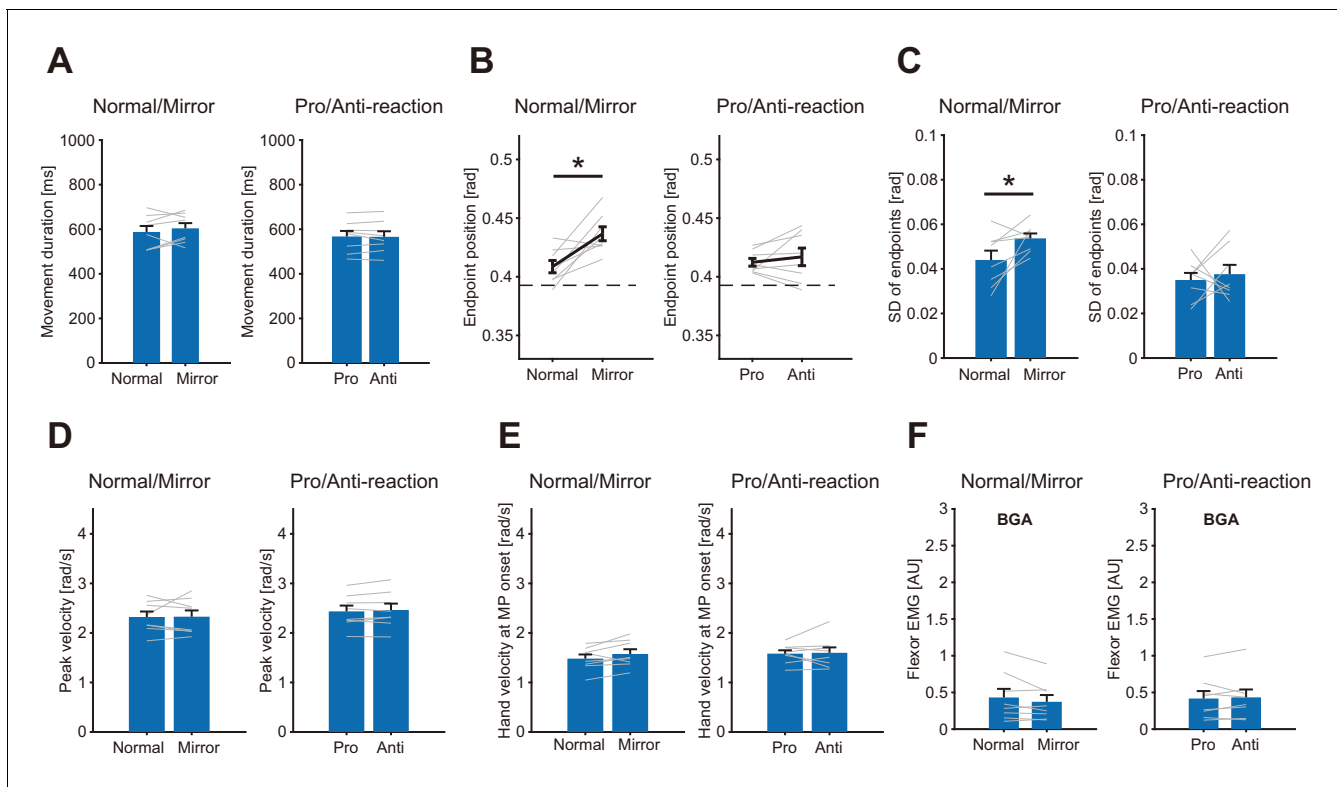 A
Normal/Mirror
Pro/Anti-reaction
Movement duration [ms]
1000
800
600
400
200
0
Normal
Mirror
Movement duration [ms]
1000
800
600
400
200
0
Pro
Anti
B
Normal/Mirror
Pro/Anti-reaction
Endpoint position [rad]
0.5
0.45
0.4
0.35
*
Normal
Mirror
Endpoint position [rad]
0.5
0.45
0.4
0.35
Pro
Anti
C
Normal/Mirror
Pro/Anti-reaction
SD of endpoints [rad]
0.1
0.08
0.06
0.04
0.02
0
*
Normal
Mirror
SD of endpoints [rad]
0.1
0.08
0.06
0.04
0.02
0
Pro
Anti
D
Normal/Mirror
Pro/Anti-reaction
Peak velocity [rad/s]
4
3
2
1
0
Normal
Mirror
Peak velocity [rad/s]
4
3
2
1
0
Pro
Anti
E
Normal/Mirror
Pro/Anti-reaction
Hand velocity at MP onset [rad/s]
4
3
2
1
0
Normal
Mirror
Hand velocity at MP onset [rad/s]
4
3
2
1
0
Pro
Anti
F
Normal/Mirror
Pro/Anti-reaction
Flexor EMG [AU]
3
2.5
2
1.5
1
0.5
0
BGA
Normal
Mirror
Flexor EMG [AU]
3
2.5
2
1.5
1
0.5
0
BGA
Pro
Anti